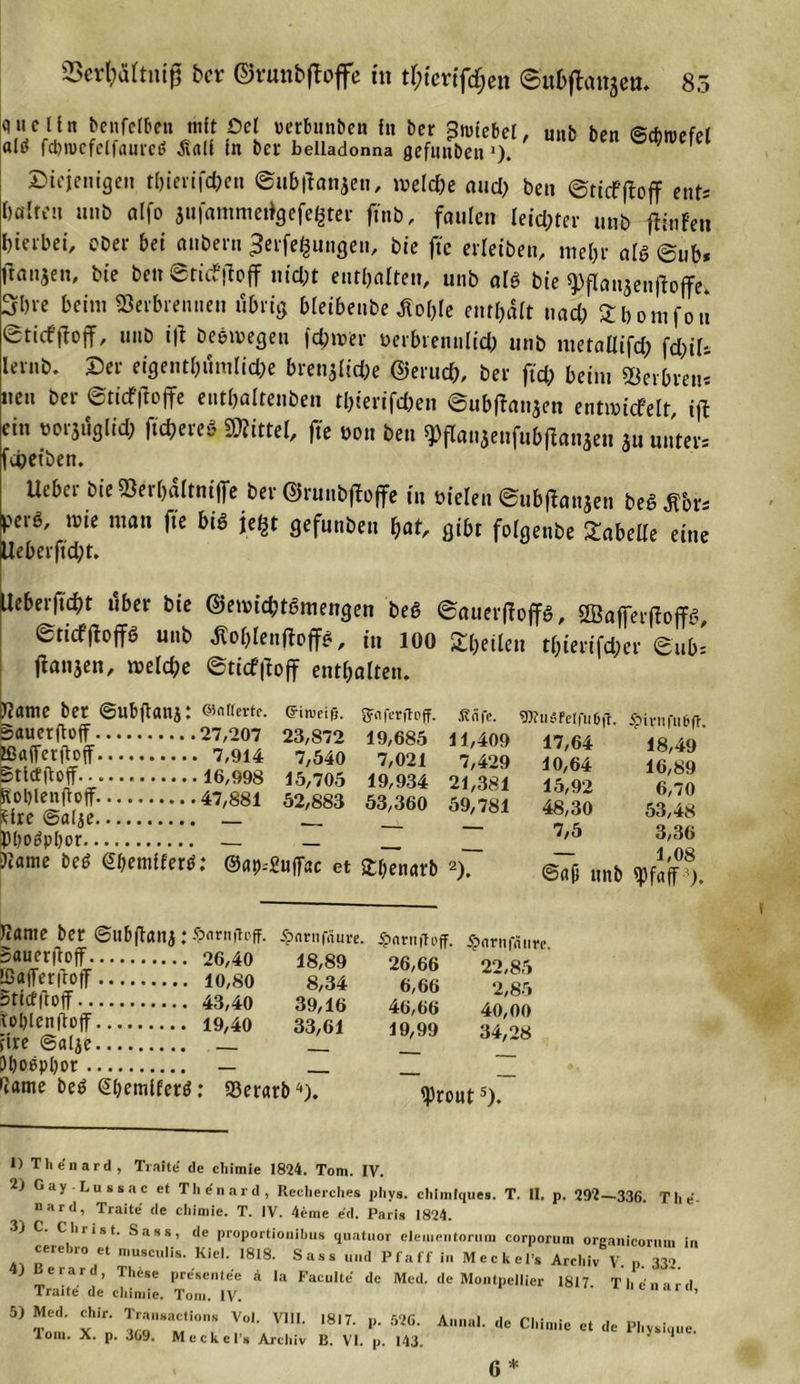 Verhältniß der Grundstoffe in thierischen Substanzen. 85
quelin denselben mit Oel verbunden in der Zwiebel, und den Schwefel
als schwefelsaures Kali in der belladonna gefunden ¹).
Diejenigen thierischen Substanzen, welche auch den Stickstoff ent-
halten und also zusammengesetzter sind, faulen leichter und stinken
hierbei, oder bei andern Zersetzungen, die sie erleiden, mehr als Sub-
stanzen, die den Stickstoff nicht enthalten, und als die Pflanzenstoffe.
Ihre beim Verbrennen übrig bleibende Kohle enthält nach Thomson
Stickstoff, und ist deswegen schwer verbrennlich und metallisch schil-
lernd. Der eigenthümliche brenzliche Geruch, der sich beim Verbren-
nen der Stickstoffe enthaltenden thierischen Substanzen entwickelt, ist
ein vorzüglich sicheres Mittel, sie von den Pflanzensubstanzen zu unter-
scheiden.
Ueber die Verhältnisse der Grundstoffe in vielen Substanzen des Kör-
pers, wie man sie bis jetzt gefunden hat, gibt folgende Tabelle eine
Uebersicht.
Uebersicht über die Gewichtsmengen des Sauerstoffs, Wasserstoffs,
Stickstoffs und Kohlenstoffs, in 100 Theilen thierischer Sub-
stanzen, welche Stickstoff enthalten.
Name der Substanz: Gallerte. Eiweiß. Faserstoff. Käse. Muskelsubst. Hirnsubst.
Sauerstoff..........27,207 23,872 19,685 11,409 17,64 18,49
Wasserstoff.......... 7,914 7,540 7,021 7,429 10,64 16,89
Stickstoff..........16,998 15,705 19,934 21,381 15,92 6,70
Kohlenstoff..........47,881 52,883 53,360 59,781 48,30 53,48
Fixe Salze.......... — — — — 7,5 3,36
Phosphor.......... — — — — — 1,08
Name des Chemikers: Gap-Lussac et Thenard ²). Saß und Pfaff ³).
Name der Substanz: Harnstoff. Harnsäure. Harnstoff. Harnsäure.
Sauerstoff.......... 26,40 18,89 26,66 22,85
Wasserstoff.......... 10,80 8,34 6,66 2,85
Stickstoff.......... 43,40 39,16 46,66 40,00
Kohlenstoff.......... 19,40 33,61 19,99 34,28
Fixe Salze.......... — — — —
Phosphor.......... — — — —
Name des Chemikers: Berard ⁴). Prout ⁵).
1) Thénard, Traité de chimie 1824. Tom. IV.
2) Gay-Lussac et Thénard, Recherches phys. chimiques. T. II. p. 292—336. Thé-
nard, Traité de chimie. T. IV. 4ème éd. Paris 1824.
3) C. Christ. Sass, de proportionibus quatuor elementorum corporum organicorum in
cerebro et musculis. Kiel. 1818. Sass und Pfaff in Meckel's Archiv V. p. 332.
4) Berard, Thèse présentée à la Faculté de Med. de Montpellier 1817. Thénard,
Traité de chimie. Tom. IV.
5) Med. chir. Transactions Vol. VIII. 1817. p. 526. Annal. de Chimie et de Physique.
Tom. X. p. 369. Meckel's Archiv B. VI. p. 143.
6 *